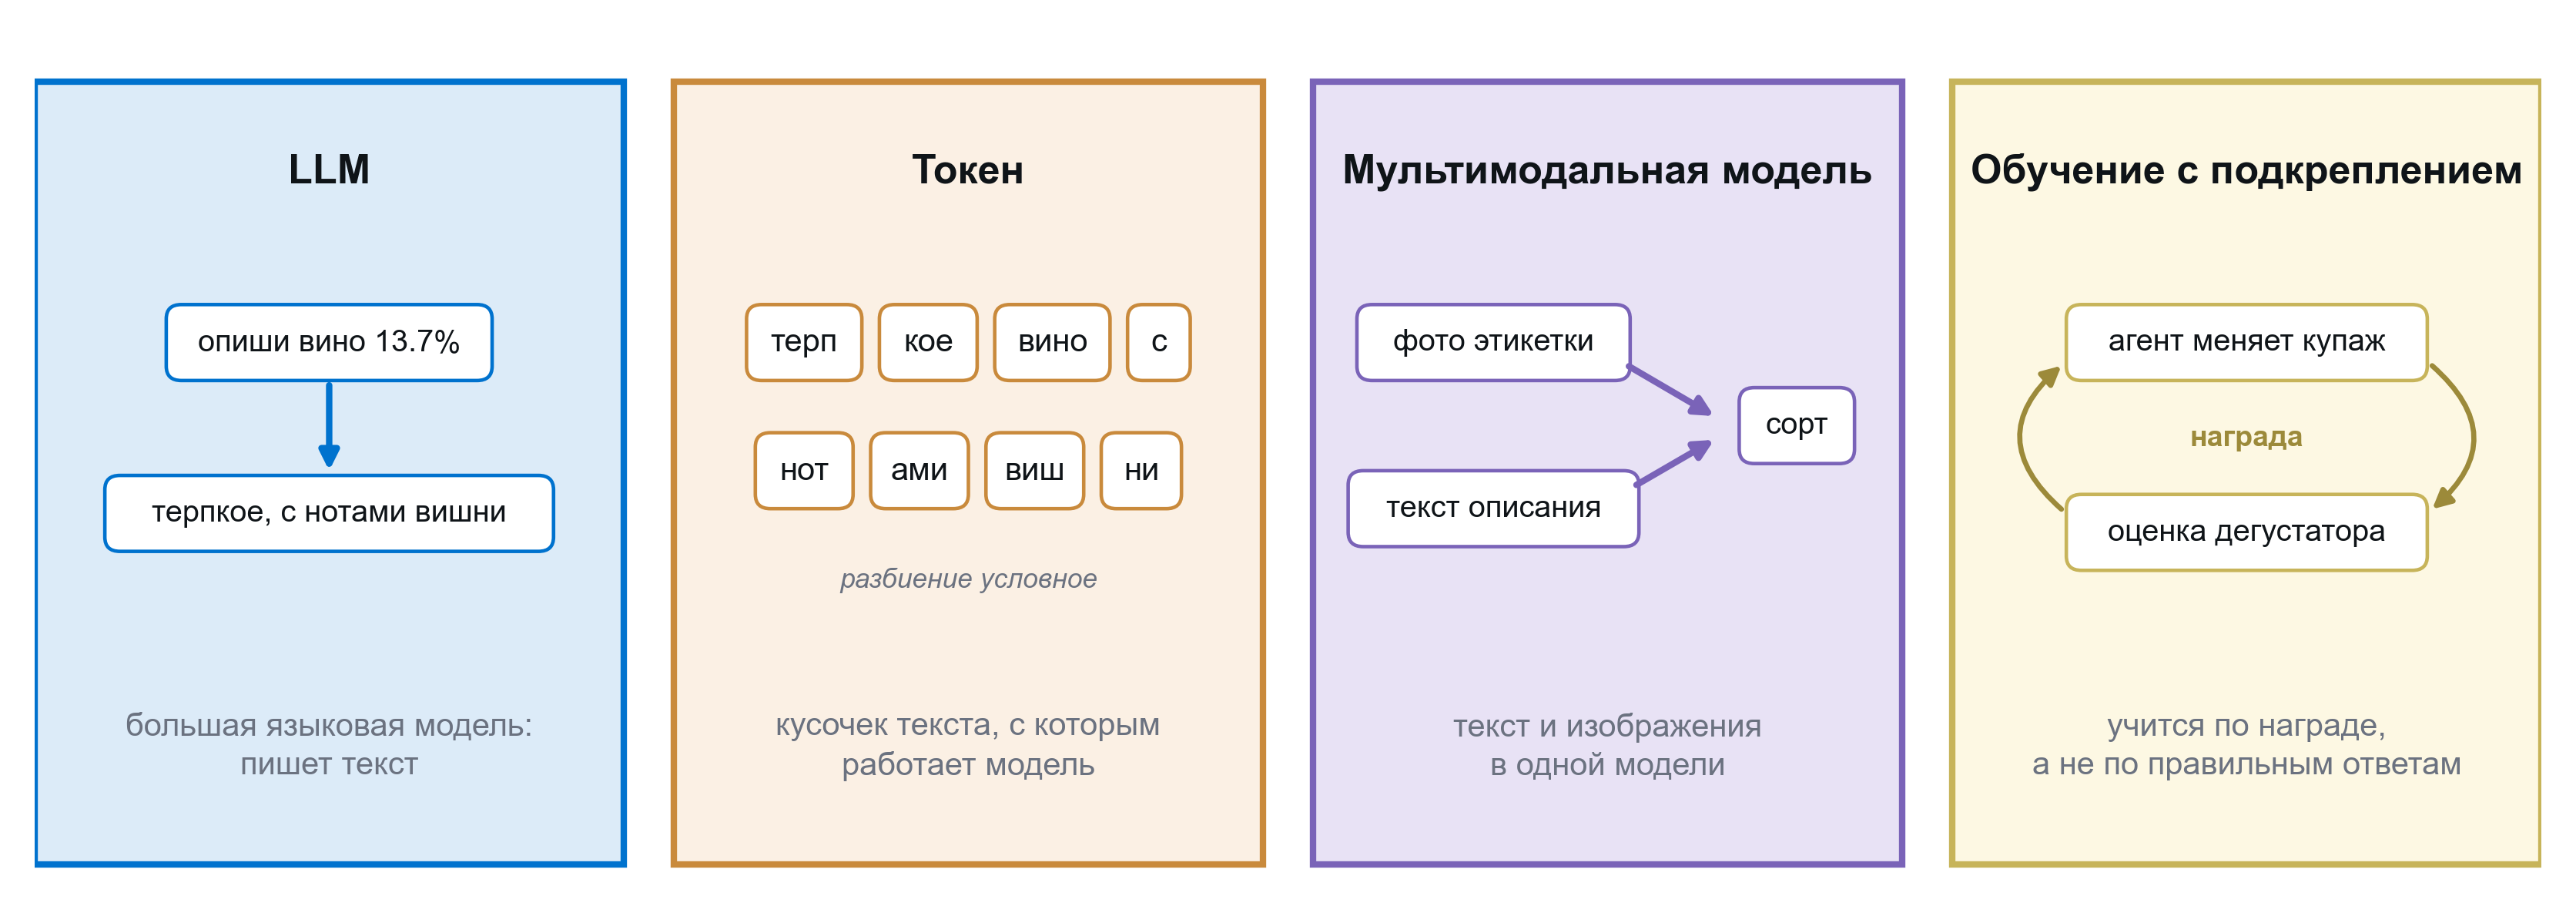 LLM
опиши вино 13.7%
терпкое, с нотами вишни
большая языковая модель:
пишет текст
Токен
терп кое вино с
нот ами виш ни
разбиение условное
кусочек текста, с которым
работает модель
Мультимодальная модель
фото этикетки
сорт
текст описания
текст и изображения
в одной модели
Обучение с подкреплением
агент меняет купаж
награда
оценка дегустатора
учится по награде,
а не по правильным ответам